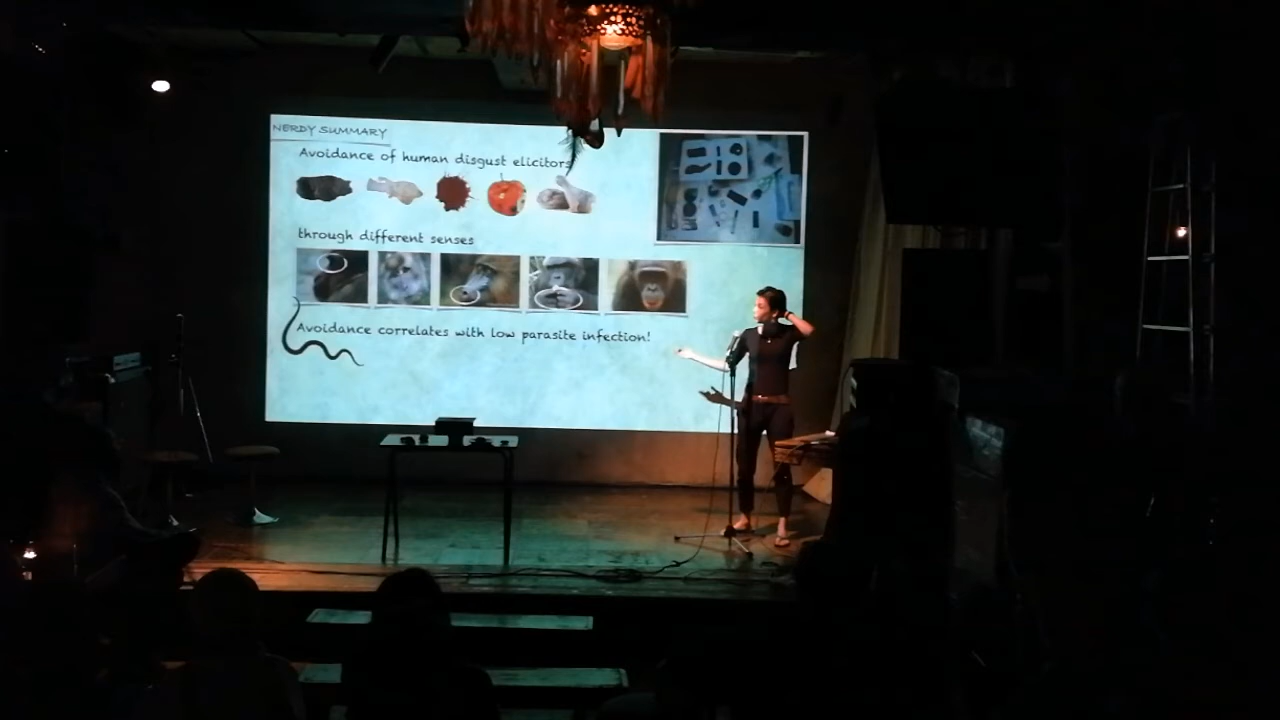 NERDY SUMMARY
Avoidance of human disgust elicitors
through different senses
Avoidance correlates with low parasite infection!